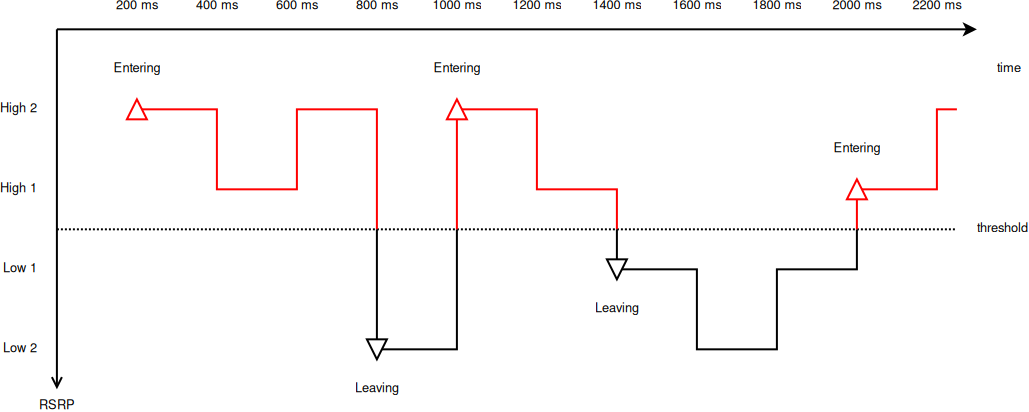 200 ms 400 ms 600 ms 800 ms 1000 ms 1200 ms 1400 ms 1600 ms 1800 ms 2000 ms 2200 ms
Entering Entering time
High 2
Entering
High 1
threshold
Low 1
Leaving
Low 2
Leaving
RSRP